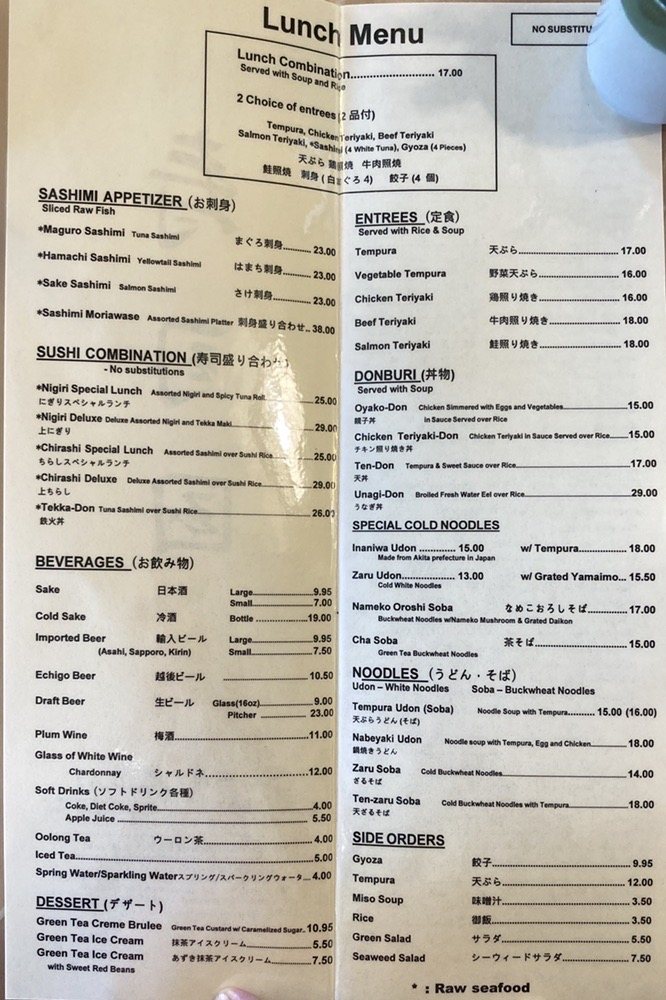 Lunch Menu
NO SUBSTITU
Lunch Combination.......................... 17.00
Served with Soup and Rice
2 Choice of entrees (2 品付)
Tempura, Chicken Teriyaki, Beef Teriyaki
Salmon Teriyaki, *Sashimi (4 White Tuna), Gyoza (4 Pieces)
天ぷら 鶏照焼 牛肉照焼
鮭照焼 刺身 (白まぐろ 4) 餃子 (4 個)
SASHIMI APPETIZER (お刺身)
Sliced Raw Fish
*Maguro Sashimi Tuna Sashimi まぐろ刺身........... 23.00
*Hamachi Sashimi Yellowtail Sashimi はまち刺身........... 23.00
*Sake Sashimi Salmon Sashimi さけ刺身........... 23.00
*Sashimi Moriawase Assorted Sashimi Platter 刺身盛り合わせ.. 38.00
SUSHI COMBINATION (寿司盛り合わせ)
- No substitutions
*Nigiri Special Lunch Assorted Nigiri and Spicy Tuna Roll..............25.00
にぎりスペシャルランチ
*Nigiri Deluxe Deluxe Assorted Nigiri and Tekka Maki...............29.00
上にぎり
*Chirashi Special Lunch Assorted Sashimi over Sushi Rice..........25.00
ちらしスペシャルランチ
*Chirashi Deluxe Deluxe Assorted Sashimi over Sushi Rice..............29.00
上ちらし
*Tekka-Don Tuna Sashimi over Sushi Rice.......................26.00
鉄火丼
BEVERAGES (お飲み物)
Sake 日本酒 Large....................9.95
Small....................7.00
Cold Sake 冷酒 Bottle ..................19.00
Imported Beer 輸入ビール Large....................9.95
(Asahi, Sapporo, Kirin) Small....................7.50
Echigo Beer 越後ビール .......................10.50
Draft Beer 生ビール Glass(16oz)................9.00
Pitcher ................ 23.00
Plum Wine 梅酒.....................................11.00
Glass of White Wine
Chardonnay シャルドネ............................12.00
Soft Drinks (ソフトドリンク各種)
Coke, Diet Coke, Sprite......................................4.00
Apple Juice ..................................................... 5.50
Oolong Tea ウーロン茶............................. 4.00
Iced Tea.................................................................5.00
Spring Water/Sparkling Waterスプリング/スパークリングウォータ... 4.00
DESSERT (デザート)
Green Tea Creme Brulee Green Tea Custard w/ Caramelized Sugar.. 10.95
Green Tea Ice Cream 抹茶アイスクリーム....................5.50
Green Tea Ice Cream あずき抹茶アイスクリーム.............. 7.50
with Sweet Red Beans
ENTREES (定食)
Served with Rice & Soup
Tempura 天ぷら.............................17.00
Vegetable Tempura 野菜天ぷら........................ 16.00
Chicken Teriyaki 鶏照り焼き........................ 16.00
Beef Teriyaki 牛肉照り焼き..................... 18.00
Salmon Teriyaki 鮭照り焼き........................ 18.00
DONBURI (丼物)
Served with Soup
Oyako-Don Chicken Simmered with Eggs and Vegetables...................15.00
親子丼 in Sauce Served over Rice
Chicken Teriyaki-Don Chicken Teriyaki in Sauce Served over Rice......15.00
チキン照り焼き丼
Ten-Don Tempura & Sweet Sauce over Rice..............................17.00
天丼
Unagi-Don Broiled Fresh Water Eel over Rice...........................29.00
うなぎ丼
SPECIAL COLD NOODLES
Inaniwa Udon ............. 15.00 w/ Tempura............... 18.00
Made from Akita prefecture in Japan
Zaru Udon................... 13.00 w/ Grated Yamaimo... 15.50
Cold White Noodles
Nameko Oroshi Soba なめこおろしそば...............17.00
Buckwheat Noodles w/Nameko Mushroom & Grated Daikon
Cha Soba 茶そば.............................15.00
Green Tea Buckwheat Noodles
NOODLES (うどん・そば)
Udon – White Noodles Soba – Buckwheat Noodles
Tempura Udon (Soba) Noodle Soup with Tempura.......... 15.00 (16.00)
天ぷらうどん (そば)
Nabeyaki Udon Noodle soup with Tempura, Egg and Chicken............18.00
鍋焼きうどん
Zaru Soba Cold Buckwheat Noodles..................................14.00
ざるそば
Ten-zaru Soba Cold Buckwheat Noodles with Tempura....................18.00
天ざるそば
SIDE ORDERS
Gyoza 餃子......................................9.95
Tempura 天ぷら..................................12.00
Miso Soup 味噌汁..................................3.50
Rice 御飯......................................3.50
Green Salad サラダ..................................5.50
Seaweed Salad シーウィードサラダ.................7.50
* : Raw seafood